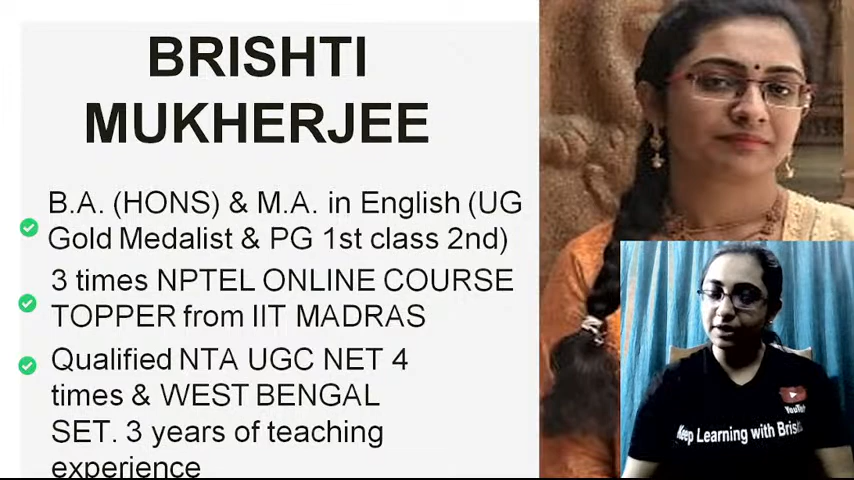 BRISHTI
MUKHERJEE
B.A. (HONS) & M.A. in English (UG
Gold Medalist & PG 1st class 2nd)
3 times NPTEL ONLINE COURSE
TOPPER from IIT MADRAS
Qualified NTA UGC NET 4
times & WEST BENGAL
SET. 3 years of teaching
experience
YouTube
Keep Learning with